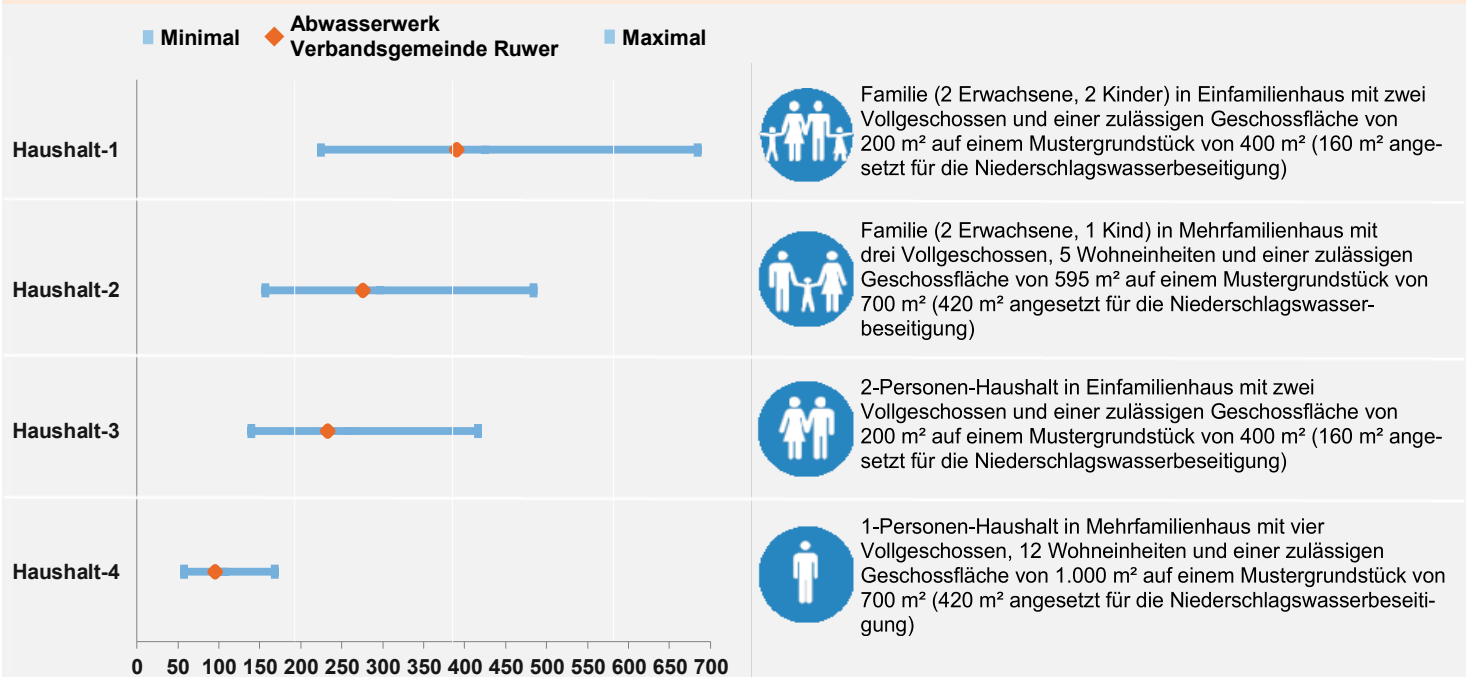 Minimal
Abwasserwerk
Verbandsgemeinde Ruwer
Maximal
Haushalt-1
Familie (2 Erwachsene, 2 Kinder) in Einfamilienhaus mit zwei
Vollgeschossen und einer zulässigen Geschossfläche von
200 m² auf einem Mustergrundstück von 400 m² (160 m² ange-
setzt für die Niederschlagswasserbeseitigung)
Haushalt-2
Familie (2 Erwachsene, 1 Kind) in Mehrfamilienhaus mit
drei Vollgeschossen, 5 Wohneinheiten und einer zulässigen
Geschossfläche von 595 m² auf einem Mustergrundstück von
700 m² (420 m² angesetzt für die Niederschlagswasser-
beseitigung)
Haushalt-3
2-Personen-Haushalt in Einfamilienhaus mit zwei
Vollgeschossen und einer zulässigen Geschossfläche von
200 m² auf einem Mustergrundstück von 400 m² (160 m² ange-
setzt für die Niederschlagswasserbeseitigung)
Haushalt-4
1-Personen-Haushalt in Mehrfamilienhaus mit vier
Vollgeschossen, 12 Wohneinheiten und einer zulässigen
Geschossfläche von 1.000 m² auf einem Mustergrundstück von
700 m² (420 m² angesetzt für die Niederschlagswasserbeseiti-
gung)
0 50 100 150 200 250 300 350 400 450 500 550 600 650 700